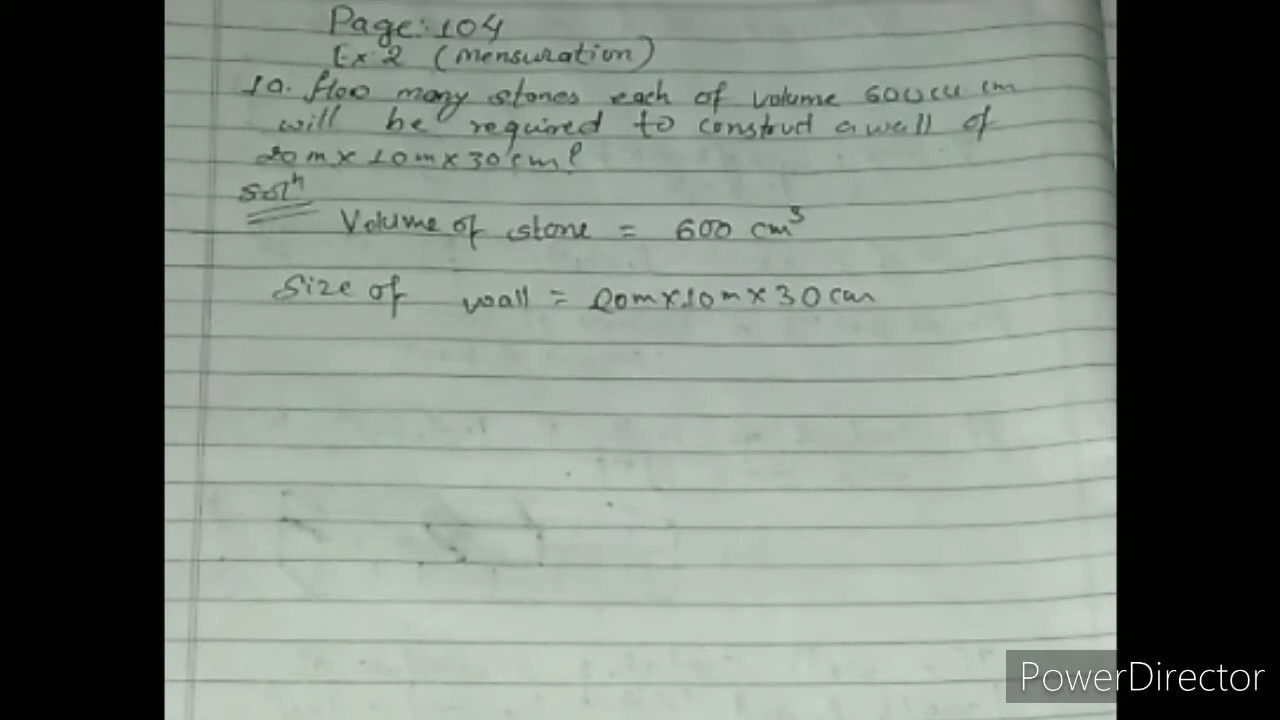 Page: 104
Ex 2 (mensuration)
10. How many stones each of volume 600 cu cm
will be required to construct a wall of
20 m x 10 m x 30 cm?
Solⁿ
Volume of stone = 600 cm³
Size of wall = 20m x 10m x 30 cm
PowerDirector